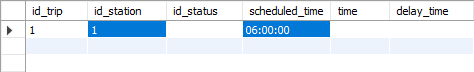 id_trip id_station id_status scheduled_time time delay_time
1 1 06:00:00